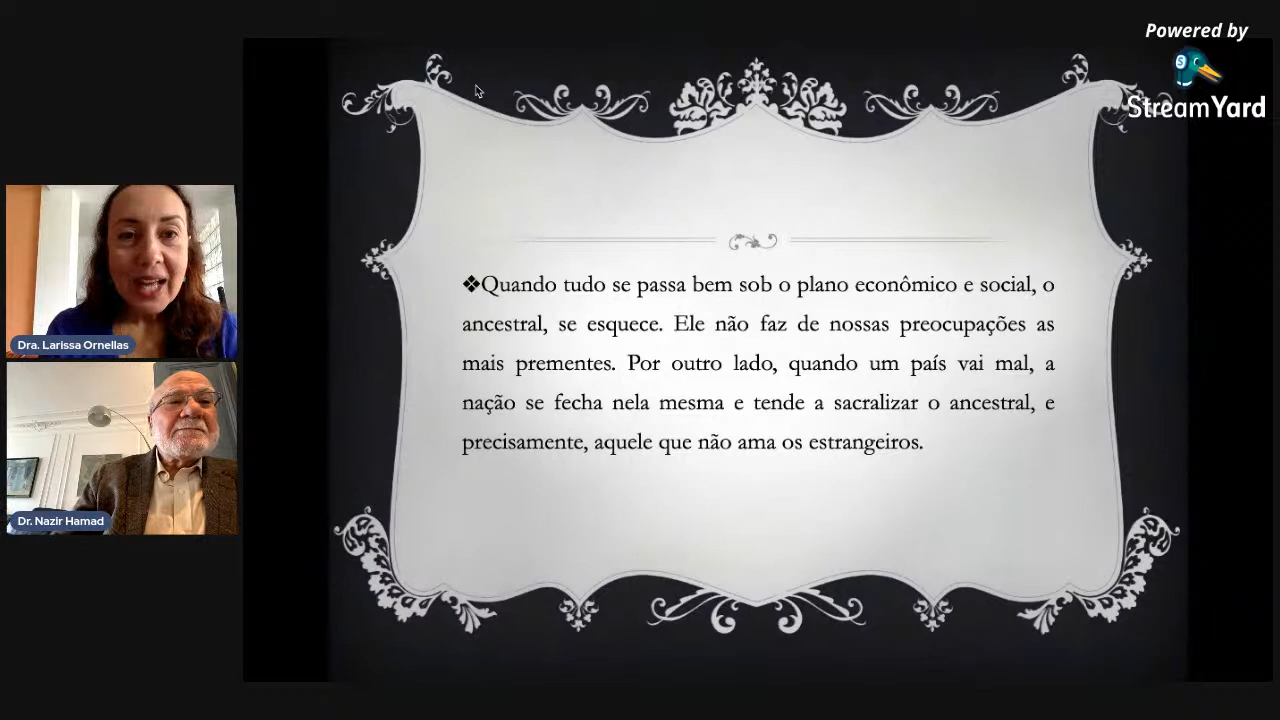 Powered by
StreamYard
❖Quando tudo se passa bem sob o plano econômico e social, o
ancestral, se esquece. Ele não faz de nossas preocupações as
mais prementes. Por outro lado, quando um país vai mal, a
nação se fecha nela mesma e tende a sacralizar o ancestral, e
precisamente, aquele que não ama os estrangeiros.
Dra. Larissa Ornellas
Dr. Nazir Hamad